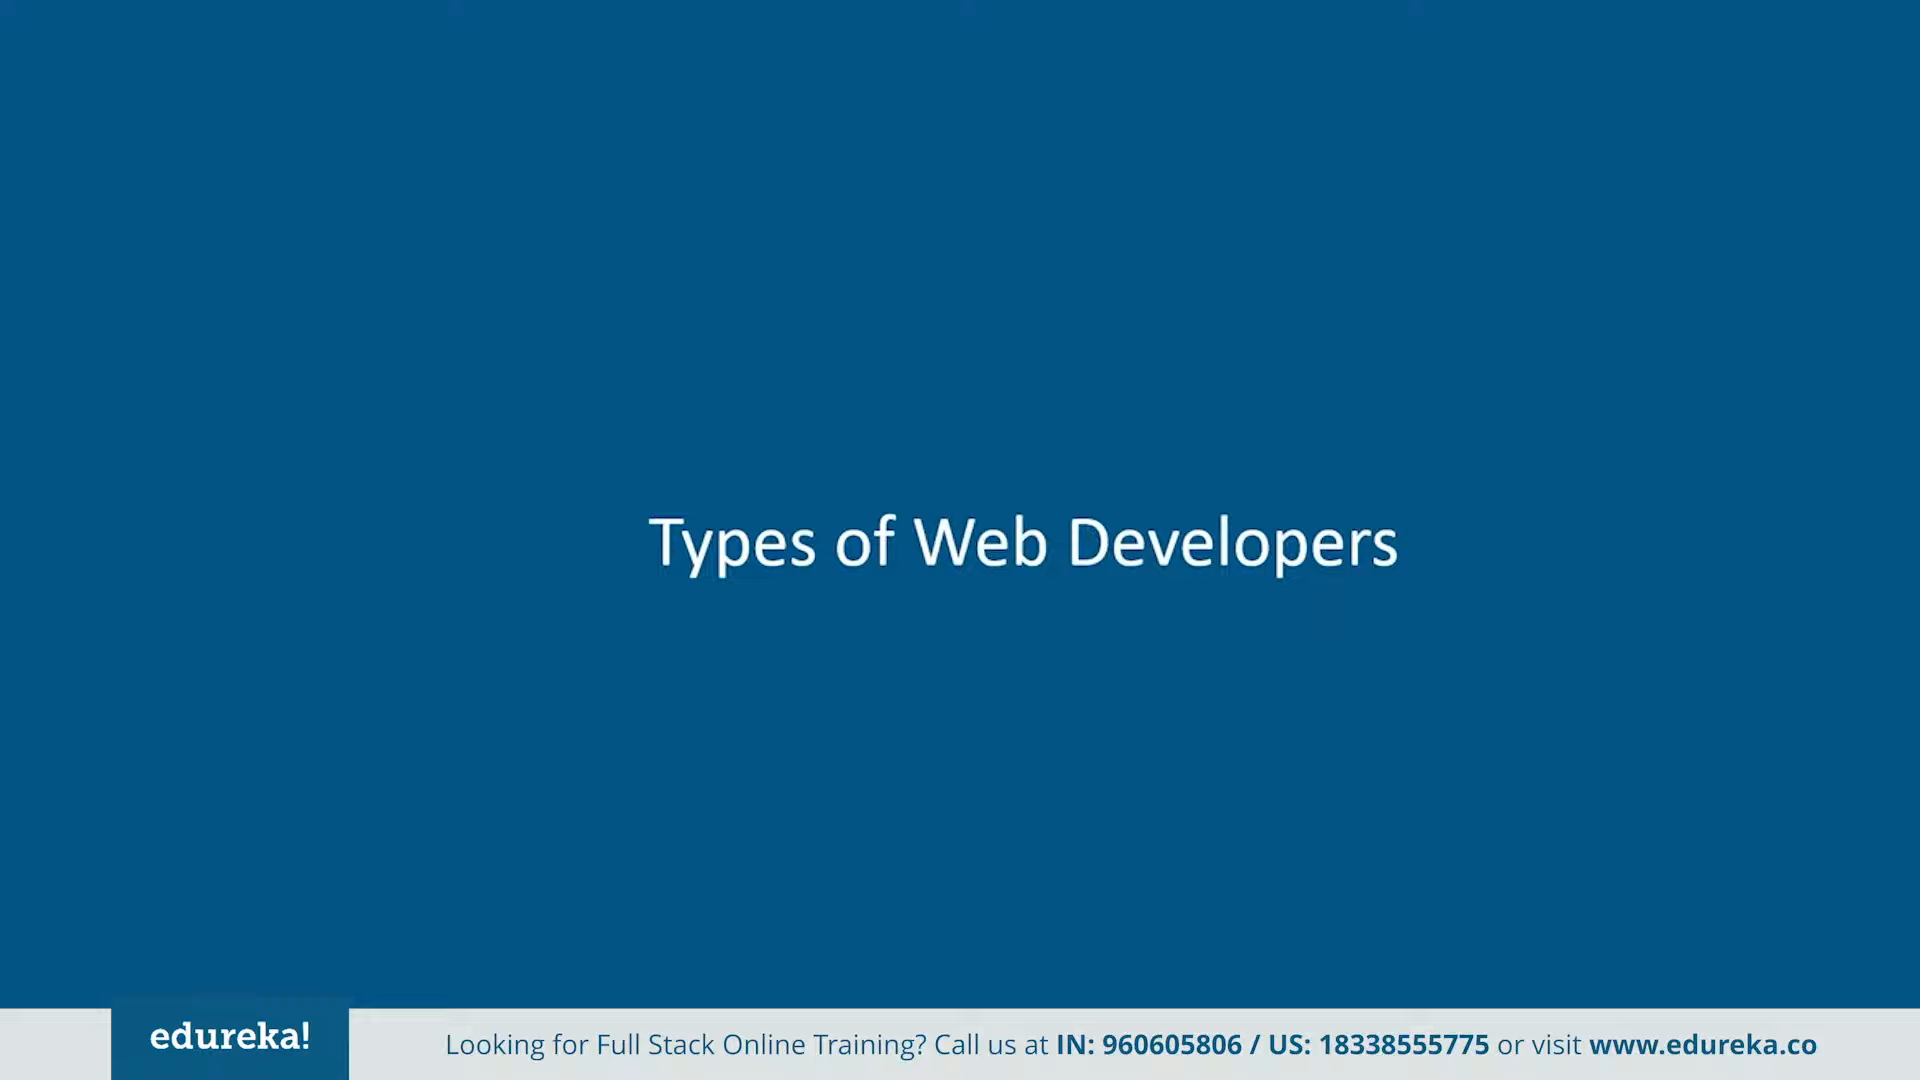 Types of Web Developers
edureka!
Looking for Full Stack Online Training? Call us at IN: 960605806 / US: 18338555775 or visit www.edureka.co